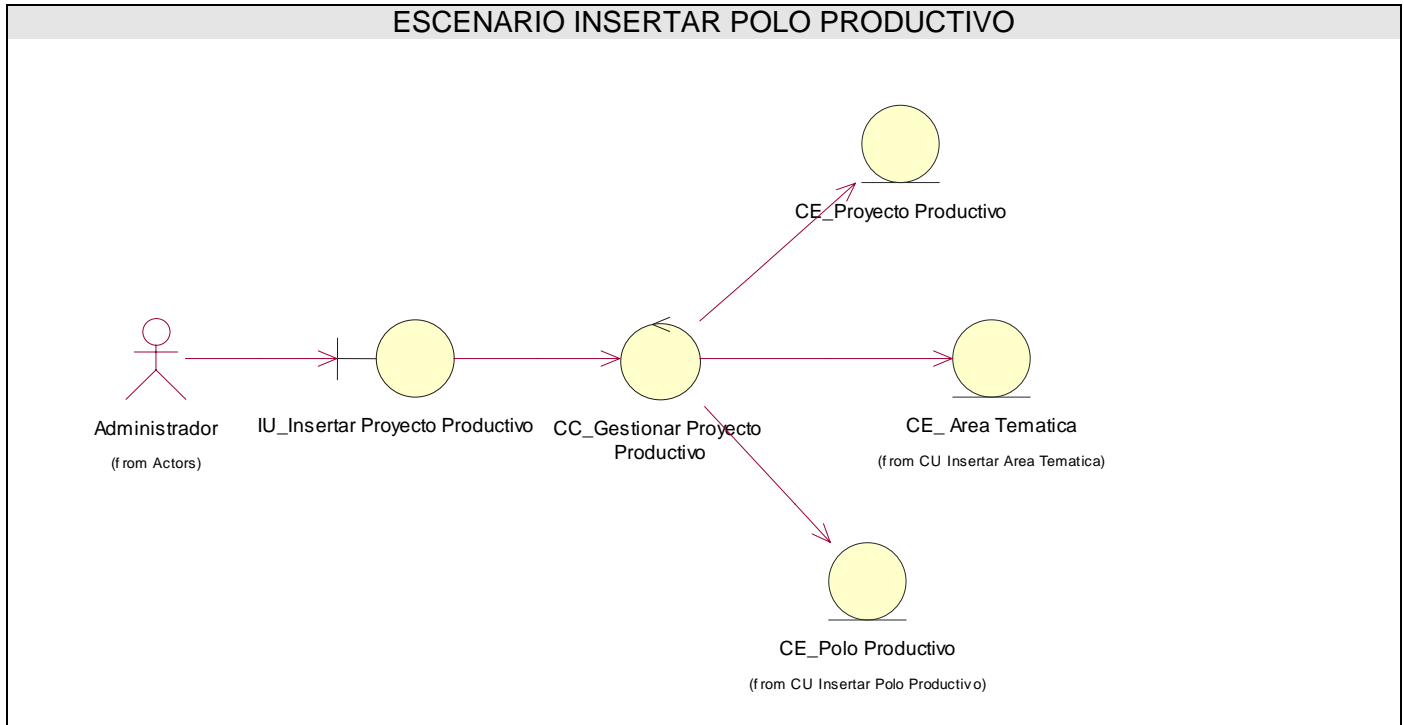 ESCENARIO INSERTAR POLO PRODUCTIVO
CE_Proyecto Productivo
Administrador
(from Actors)
IU_Insertar Proyecto Productivo
CC_Gestionar Proyecto
Productivo
CE_ Area Tematica
(from CU Insertar Area Tematica)
CE_Polo Productivo
(from CU Insertar Polo Productivo)